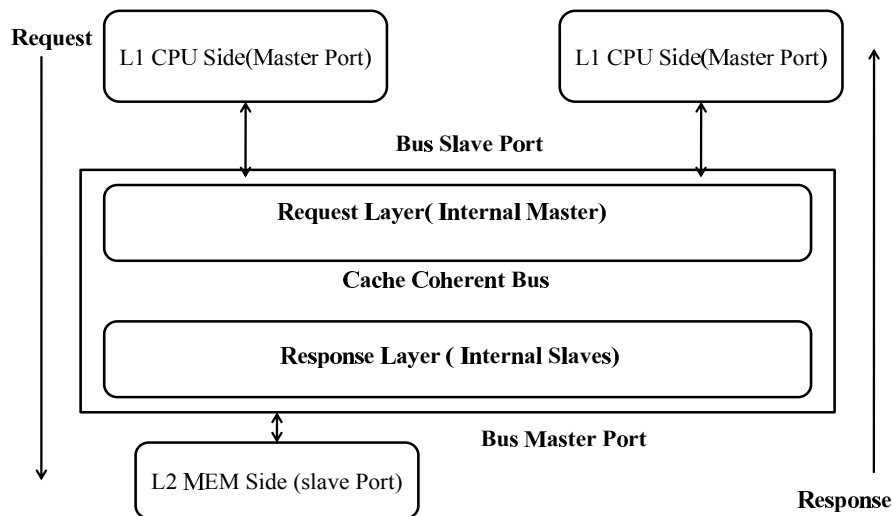 Request
L1 CPU Side(Master Port)
L1 CPU Side(Master Port)
Bus Slave Port
Request Layer( Internal Master)
Cache Coherent Bus
Response Layer ( Internal Slaves)
Bus Master Port
L2 MEM Side (slave Port)
Response